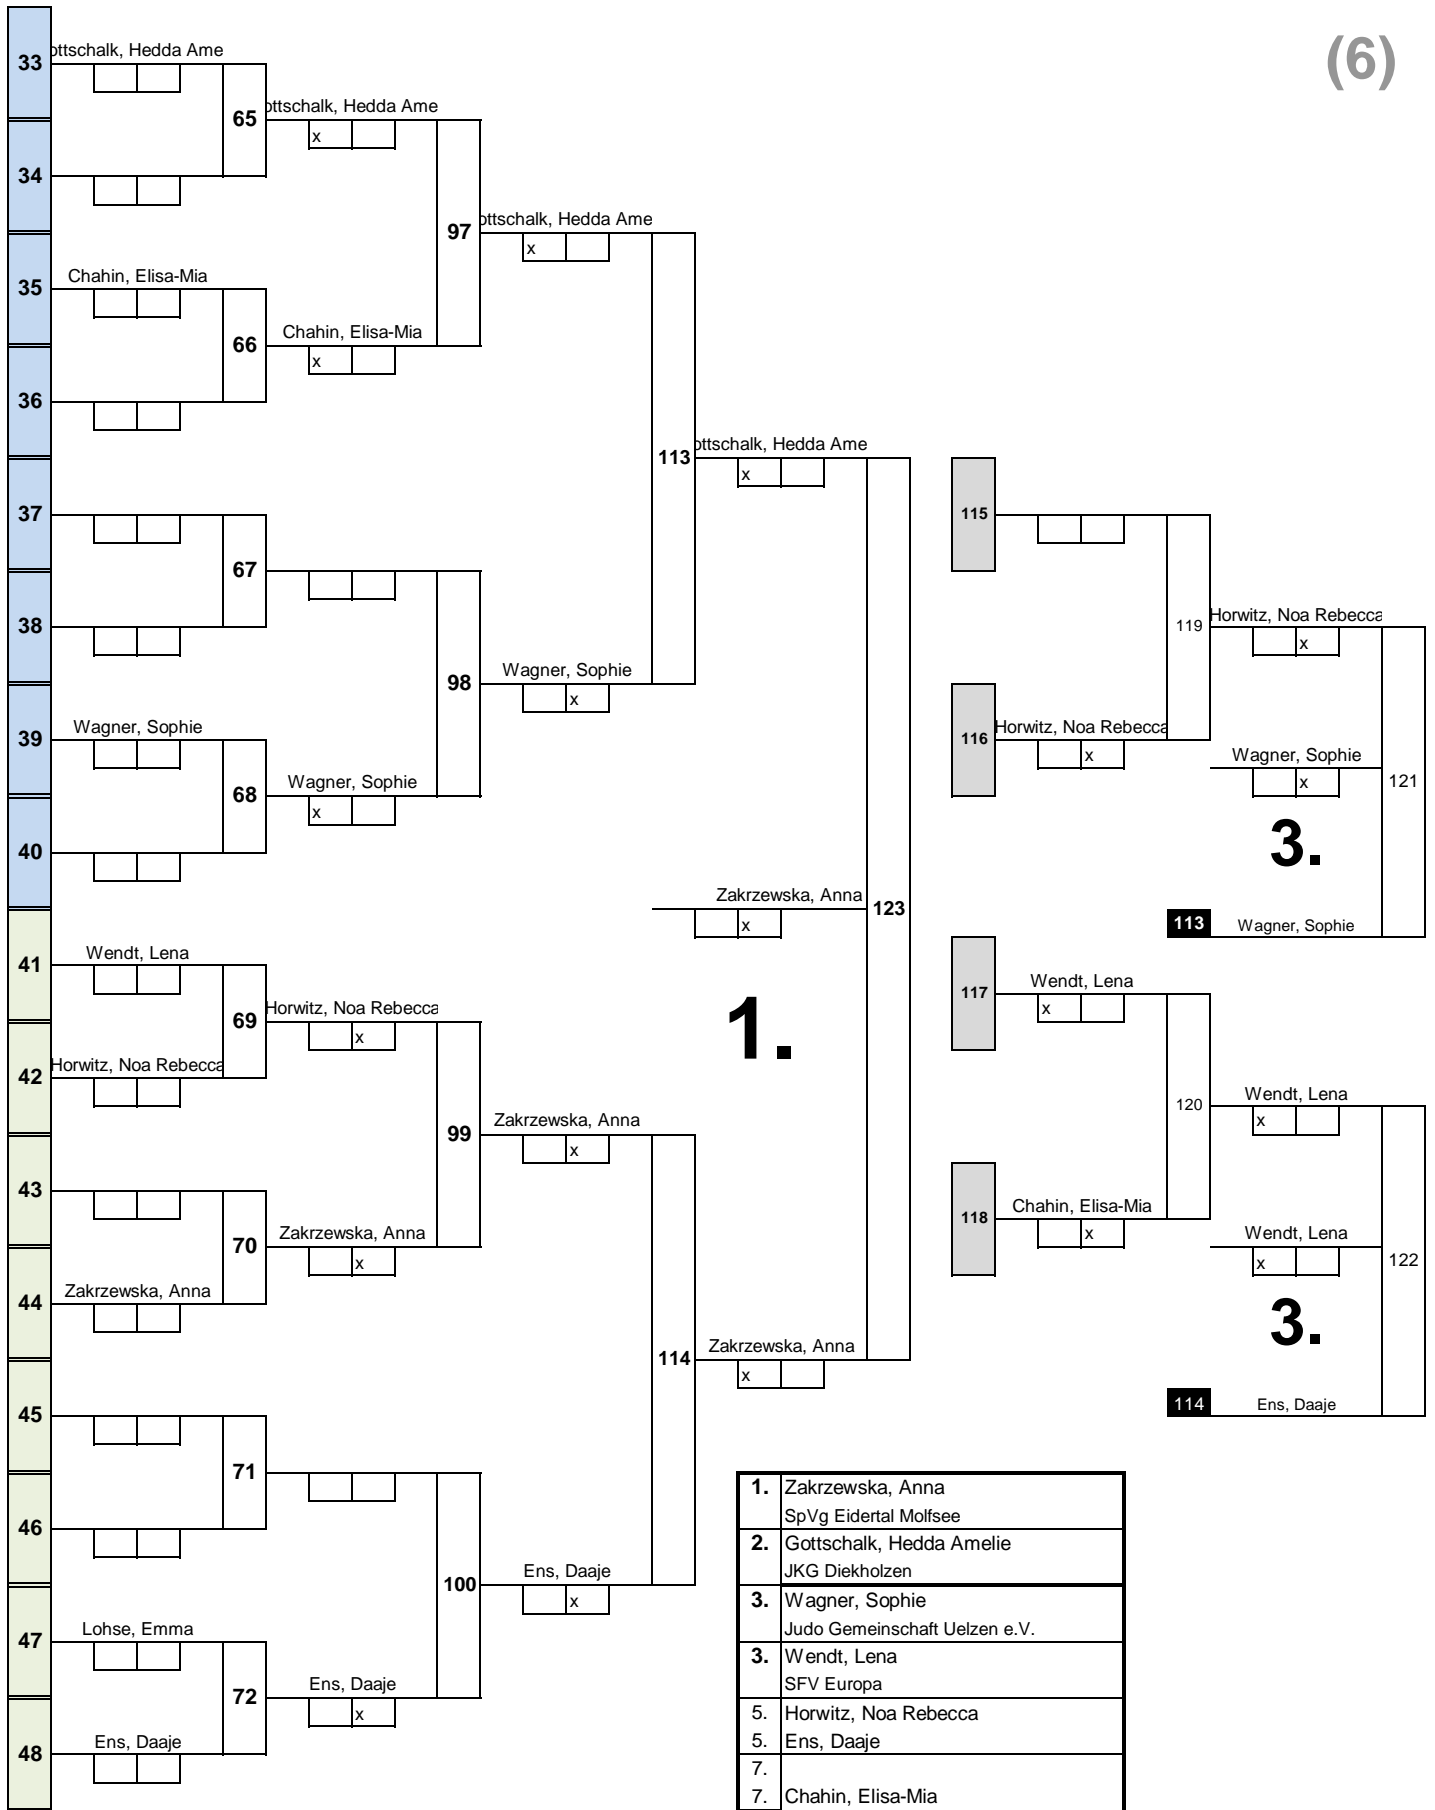 (6)
33
ottschalk, Hedda Ame
65
ottschalk, Hedda Ame
x
34
97
ottschalk, Hedda Ame
x
35
Chahin, Elisa-Mia
66
Chahin, Elisa-Mia
x
36
113
ottschalk, Hedda Ame
x
37
67
38
98
Wagner, Sophie
x
39
Wagner, Sophie
68
Wagner, Sophie
x
40
Zakrzewska, Anna
x
123
1.
41
Wendt, Lena
69
Horwitz, Noa Rebecca
x
42
Horwitz, Noa Rebecca
99
Zakrzewska, Anna
x
43
70
Zakrzewska, Anna
x
44
Zakrzewska, Anna
114
Zakrzewska, Anna
x
45
71
46
100
Ens, Daaje
x
47
Lohse, Emma
72
Ens, Daaje
x
48
Ens, Daaje
115
119
Horwitz, Noa Rebecca
x
116
Horwitz, Noa Rebecca
x
Wagner, Sophie
x
121
3.
113
Wagner, Sophie
117
Wendt, Lena
x
120
Wendt, Lena
x
118
Chahin, Elisa-Mia
x
Wendt, Lena
x
122
3.
114
Ens, Daaje
1. Zakrzewska, Anna
SpVg Eidertal Molfsee
2. Gottschalk, Hedda Amelie
JKG Diekholzen
3. Wagner, Sophie
Judo Gemeinschaft Uelzen e.V.
3. Wendt, Lena
SFV Europa
5. Horwitz, Noa Rebecca
5. Ens, Daaje
7.
7. Chahin, Elisa-Mia